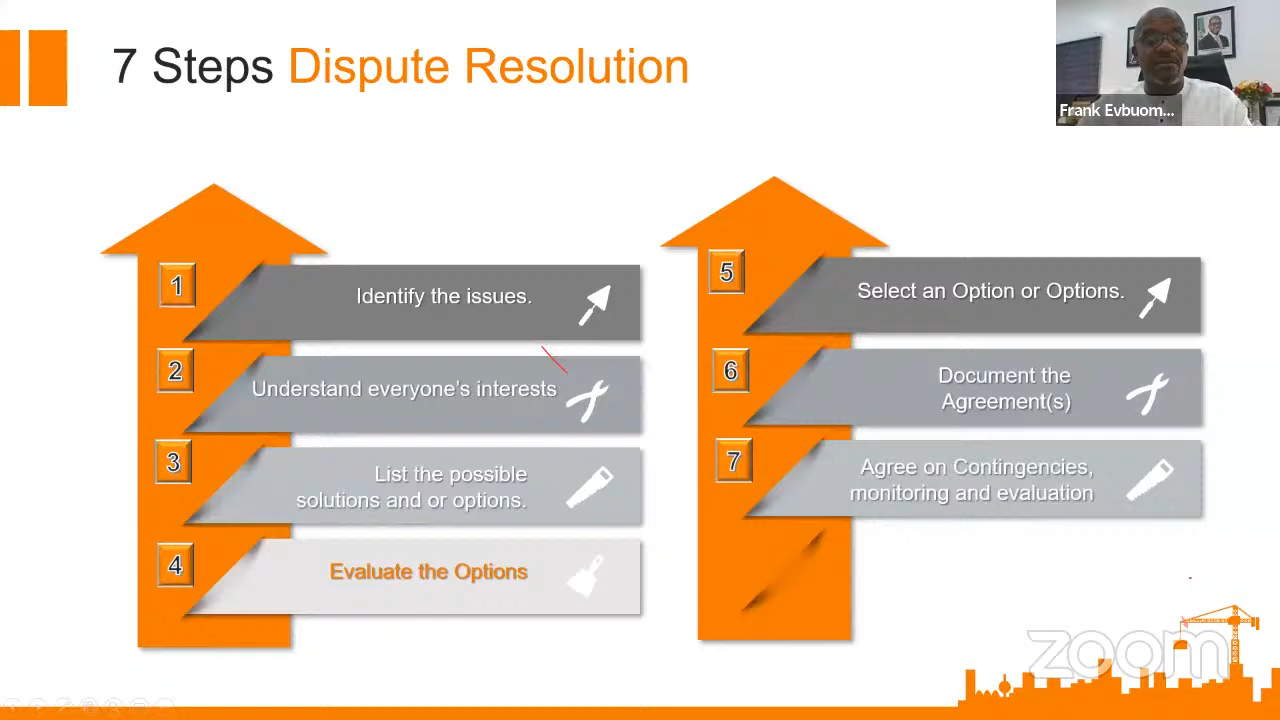 7 Steps Dispute Resolution
Frank Evbuom...
1
Identify the issues.
2
Understand everyone's interests
3
List the possible
solutions and or options.
4
Evaluate the Options
5
Select an Option or Options.
6
Document the
Agreement(s)
7
Agree on Contingencies,
monitoring and evaluation
zoom